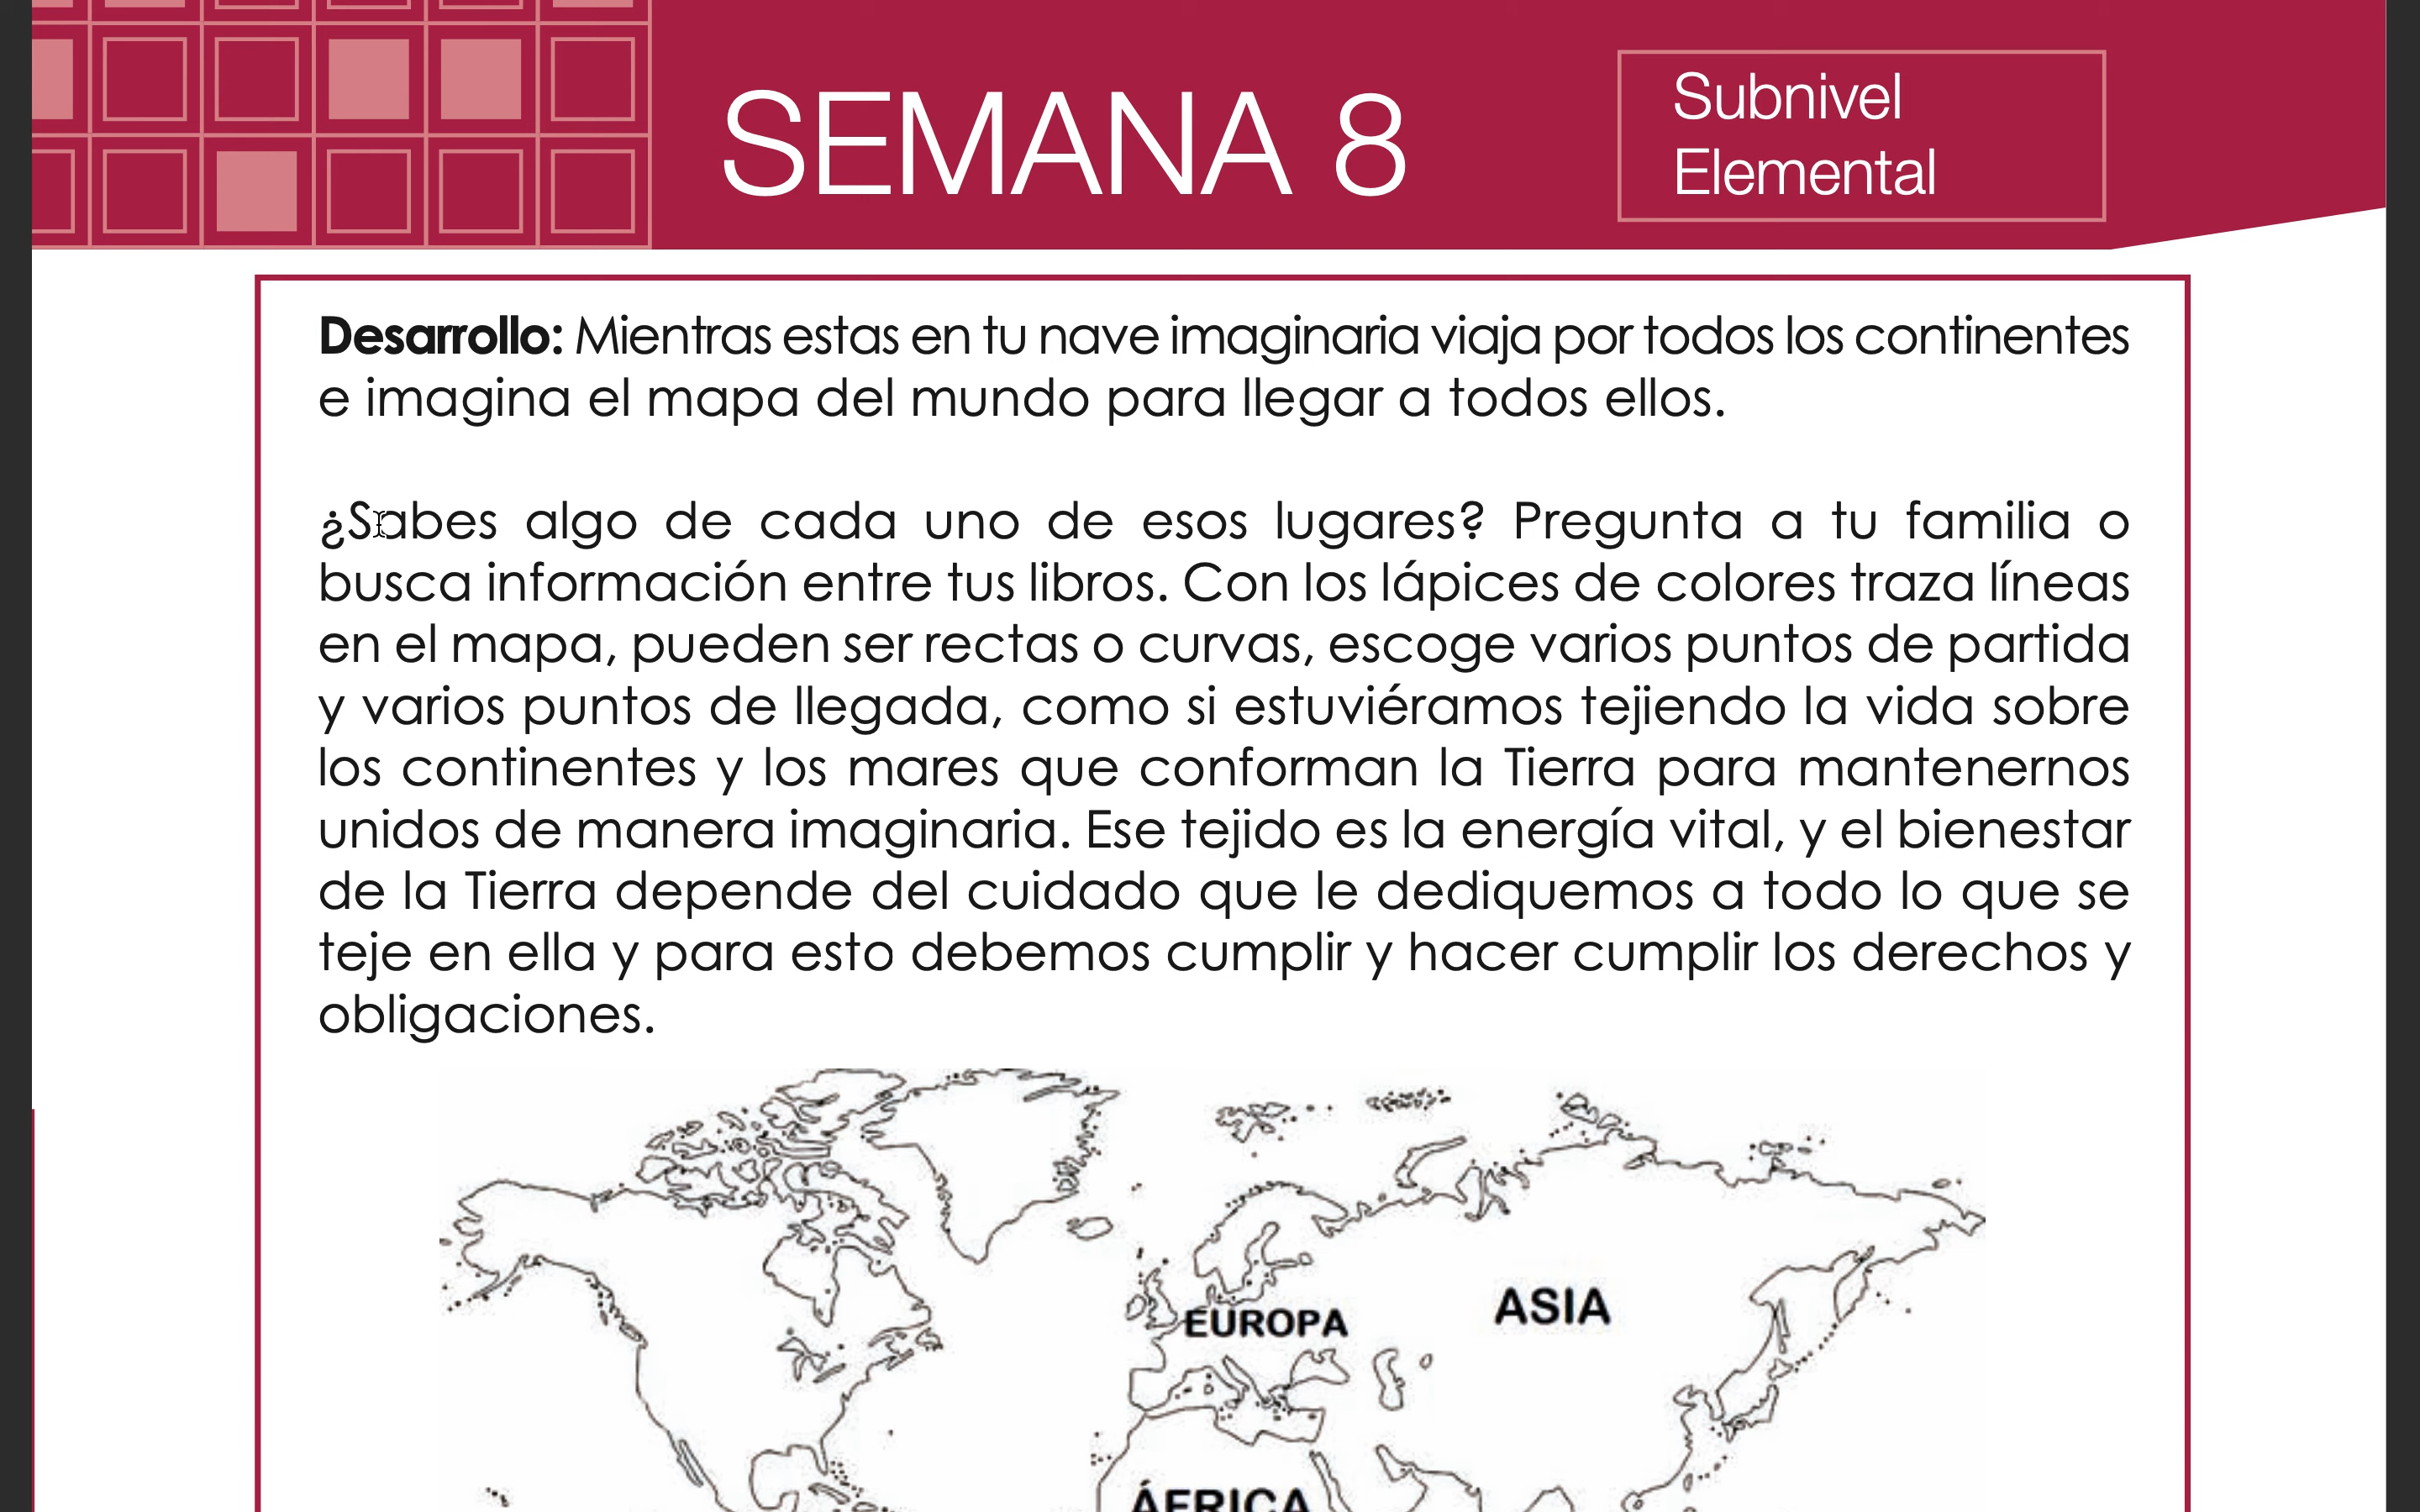 SEMANA 8
Subnivel
Elemental
Desarrollo: Mientras estas en tu nave imaginaria viaja por todos los continentes
e imagina el mapa del mundo para llegar a todos ellos.
¿Sabes algo de cada uno de esos lugares? Pregunta a tu familia o
busca información entre tus libros. Con los lápices de colores traza líneas
en el mapa, pueden ser rectas o curvas, escoge varios puntos de partida
y varios puntos de llegada, como si estuviéramos tejiendo la vida sobre
los continentes y los mares que conforman la Tierra para mantenernos
unidos de manera imaginaria. Ese tejido es la energía vital, y el bienestar
de la Tierra depende del cuidado que le dediquemos a todo lo que se
teje en ella y para esto debemos cumplir y hacer cumplir los derechos y
obligaciones.
ASIA
EUROPA
ÁFRICA